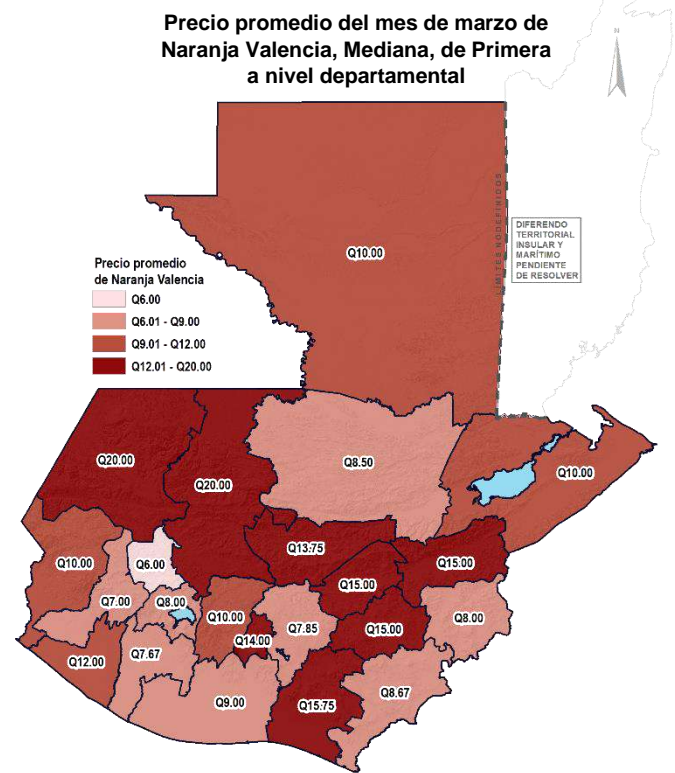 Precio promedio del mes de marzo de
Naranja Valencia, Mediana, de Primera
a nivel departamental
N
LÍMITES NO DEFINIDOS
DIFERENDO
TERRITORIAL
INSULAR Y
MARÍTIMO
PENDIENTE
DE RESOLVER
Q10.00
Precio promedio
de Naranja Valencia
Q6.00
Q6.01 - Q9.00
Q9.01 - Q12.00
Q12.01 - Q20.00
Q20.00
Q20.00
Q8.50
Q10.00
Q10.00
Q6.00
Q13.75
Q15.00
Q15.00
Q7.00
Q8.00
Q10.00
Q14.00
Q7.85
Q15.00
Q8.00
Q12.00
Q7.67
Q9.00
Q15.75
Q8.67